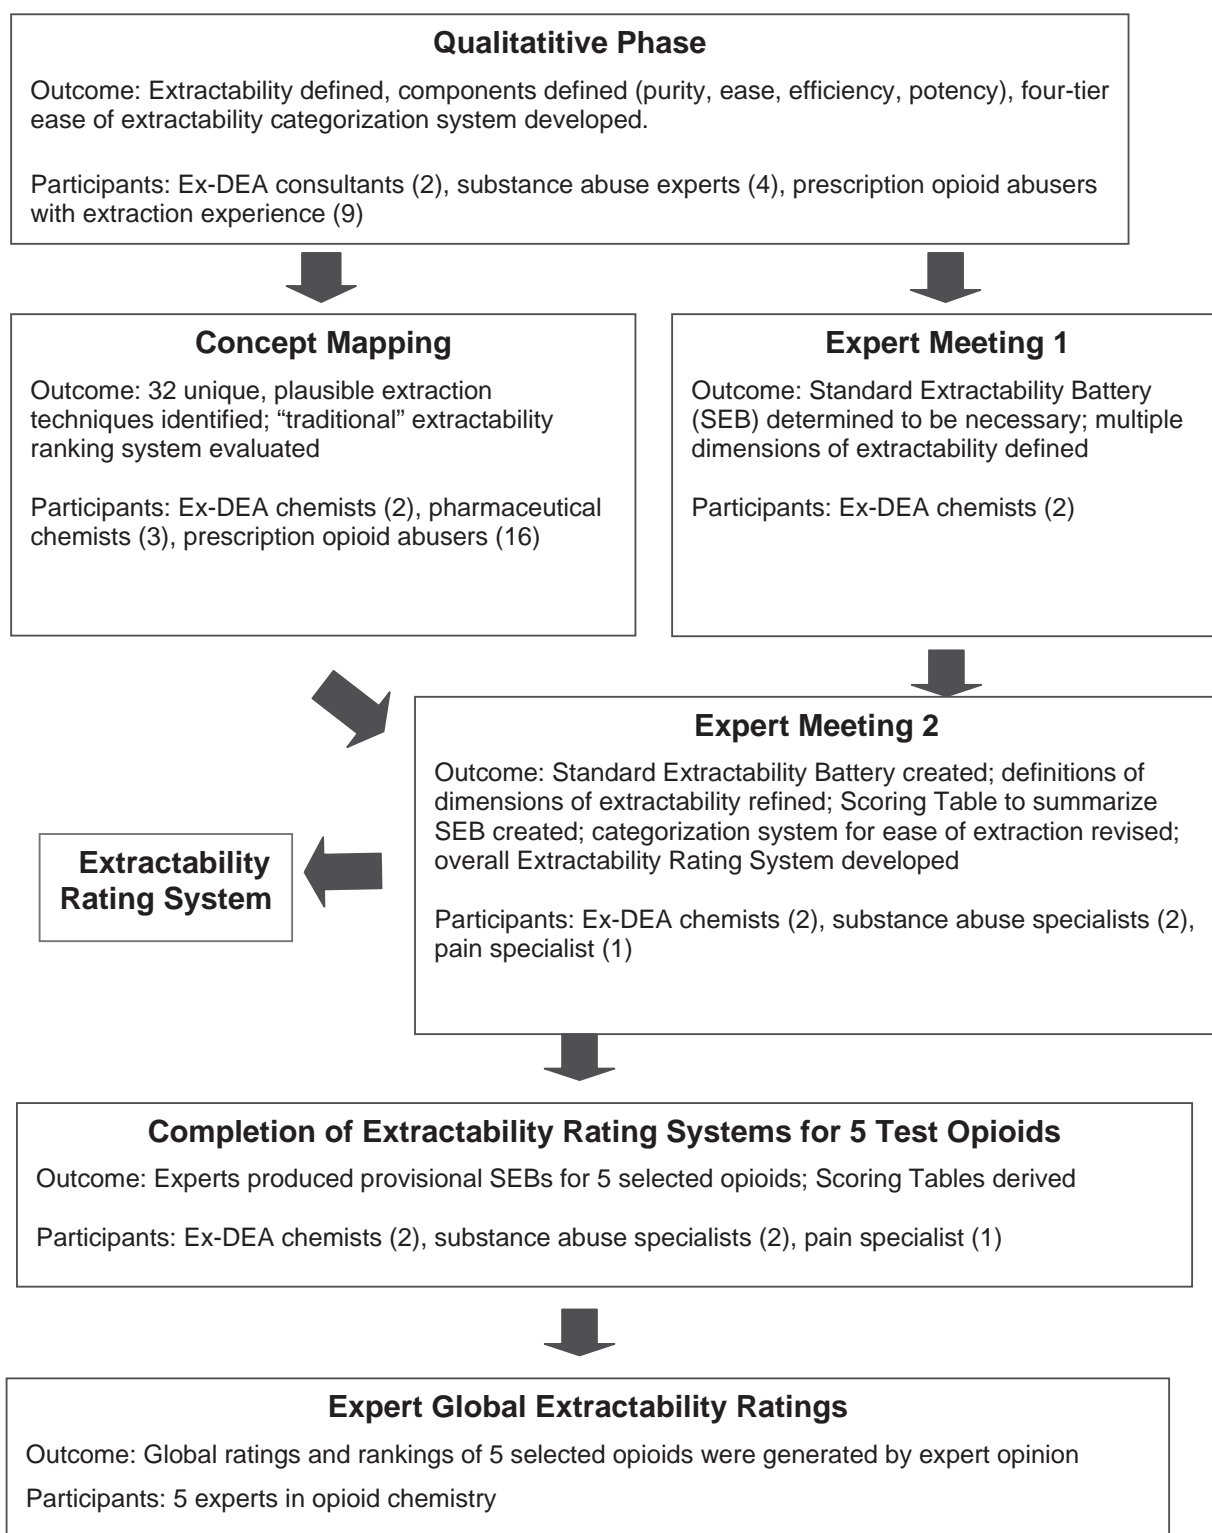 Qualitatitive Phase
Outcome: Extractability defined, components defined (purity, ease, efficiency, potency), four-tier
ease of extractability categorization system developed.
Participants: Ex-DEA consultants (2), substance abuse experts (4), prescription opioid abusers
with extraction experience (9)
Concept Mapping
Outcome: 32 unique, plausible extraction
techniques identified; “traditional” extractability
ranking system evaluated
Participants: Ex-DEA chemists (2), pharmaceutical
chemists (3), prescription opioid abusers (16)
Expert Meeting 1
Outcome: Standard Extractability Battery
(SEB) determined to be necessary; multiple
dimensions of extractability defined
Participants: Ex-DEA chemists (2)
Expert Meeting 2
Outcome: Standard Extractability Battery created; definitions of
dimensions of extractability refined; Scoring Table to summarize
SEB created; categorization system for ease of extraction revised;
overall Extractability Rating System developed
Participants: Ex-DEA chemists (2), substance abuse specialists (2),
pain specialist (1)
Extractability
Rating System
Completion of Extractability Rating Systems for 5 Test Opioids
Outcome: Experts produced provisional SEBs for 5 selected opioids; Scoring Tables derived
Participants: Ex-DEA chemists (2), substance abuse specialists (2), pain specialist (1)
Expert Global Extractability Ratings
Outcome: Global ratings and rankings of 5 selected opioids were generated by expert opinion
Participants: 5 experts in opioid chemistry